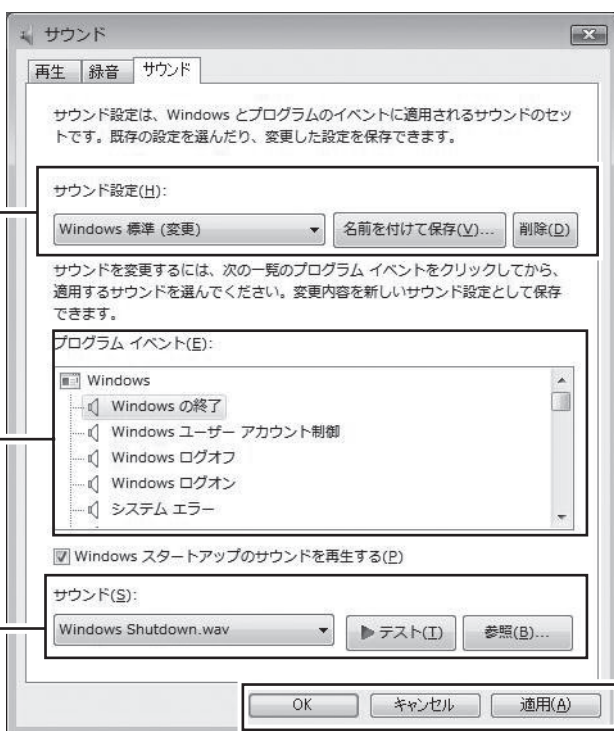 サウンド
再生 録音 サウンド
サウンド設定は、Windows とプログラムのイベントに適用されるサウンドのセッ
トです。既存の設定を選んだり、変更した設定を保存できます。
サウンド設定(H):
Windows 標準 (変更) 名前を付けて保存(V)... 削除(D)
サウンドを変更するには、次の一覧のプログラム イベントをクリックしてから、
適用するサウンドを選んでください。変更内容を新しいサウンド設定として保存
できます。
プログラム イベント(E):
Windows
Windows の終了
Windows ユーザー アカウント制御
Windows ログオフ
Windows ログオン
システム エラー
Windows スタートアップのサウンドを再生する(P)
サウンド(S):
Windows Shutdown.wav テスト(T) 参照(B)...
OK キャンセル 適用(A)